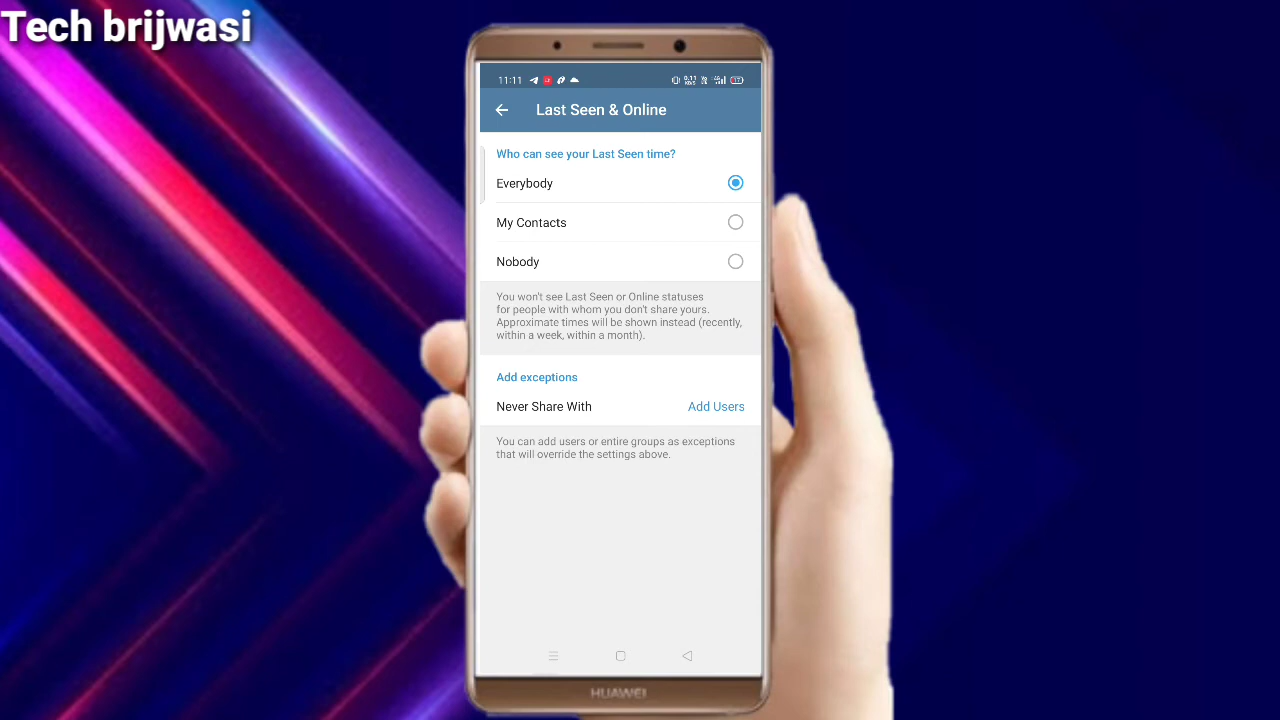 Tech brijwasi
11:11
Last Seen & Online
Who can see your Last Seen time?
Everybody
My Contacts
Nobody
You won't see Last Seen or Online statuses
for people with whom you don't share yours.
Approximate times will be shown instead (recently,
within a week, within a month).
Add exceptions
Never Share With Add Users
You can add users or entire groups as exceptions
that will override the settings above.
HUAWEI